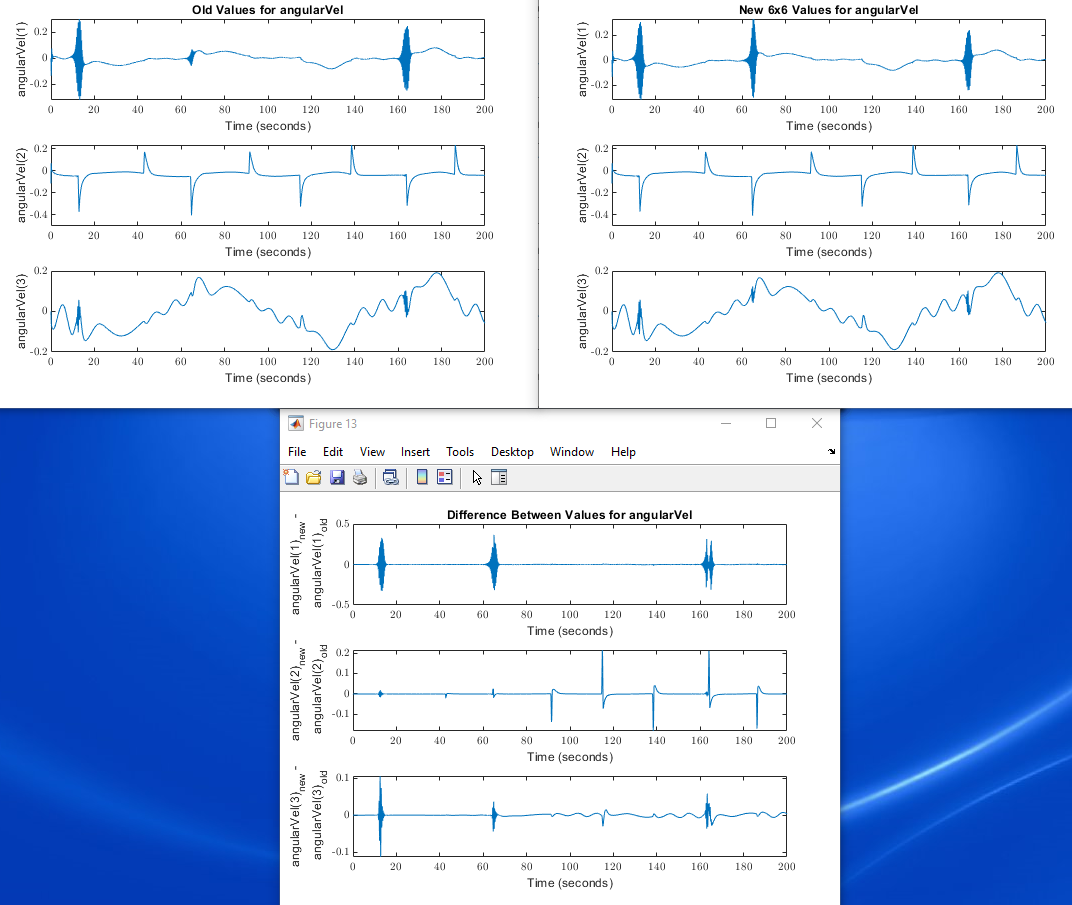 Old Values for angularVel
angularVel(1)
0.2
0
-0.2
0 20 40 60 80 100 120 140 160 180 200
Time (seconds)
angularVel(2)
0.2
0
-0.2
-0.4
0 20 40 60 80 100 120 140 160 180 200
Time (seconds)
angularVel(3)
0.2
0
-0.2
0 20 40 60 80 100 120 140 160 180 200
Time (seconds)
New 6x6 Values for angularVel
angularVel(1)
0.2
0
-0.2
0 20 40 60 80 100 120 140 160 180 200
Time (seconds)
angularVel(2)
0.2
0
-0.2
-0.4
0 20 40 60 80 100 120 140 160 180 200
Time (seconds)
angularVel(3)
0.2
0
-0.2
0 20 40 60 80 100 120 140 160 180 200
Time (seconds)
Figure 13
File Edit View Insert Tools Desktop Window Help
Difference Between Values for angularVel
angularVel(1)new -
angularVel(1)old
0.5
0
-0.5
0 20 40 60 80 100 120 140 160 180 200
Time (seconds)
angularVel(2)new -
angularVel(2)old
0.2
0.1
0
-0.1
0 20 40 60 80 100 120 140 160 180 200
Time (seconds)
angularVel(3)new -
angularVel(3)old
0.1
0
-0.1
0 20 40 60 80 100 120 140 160 180 200
Time (seconds)